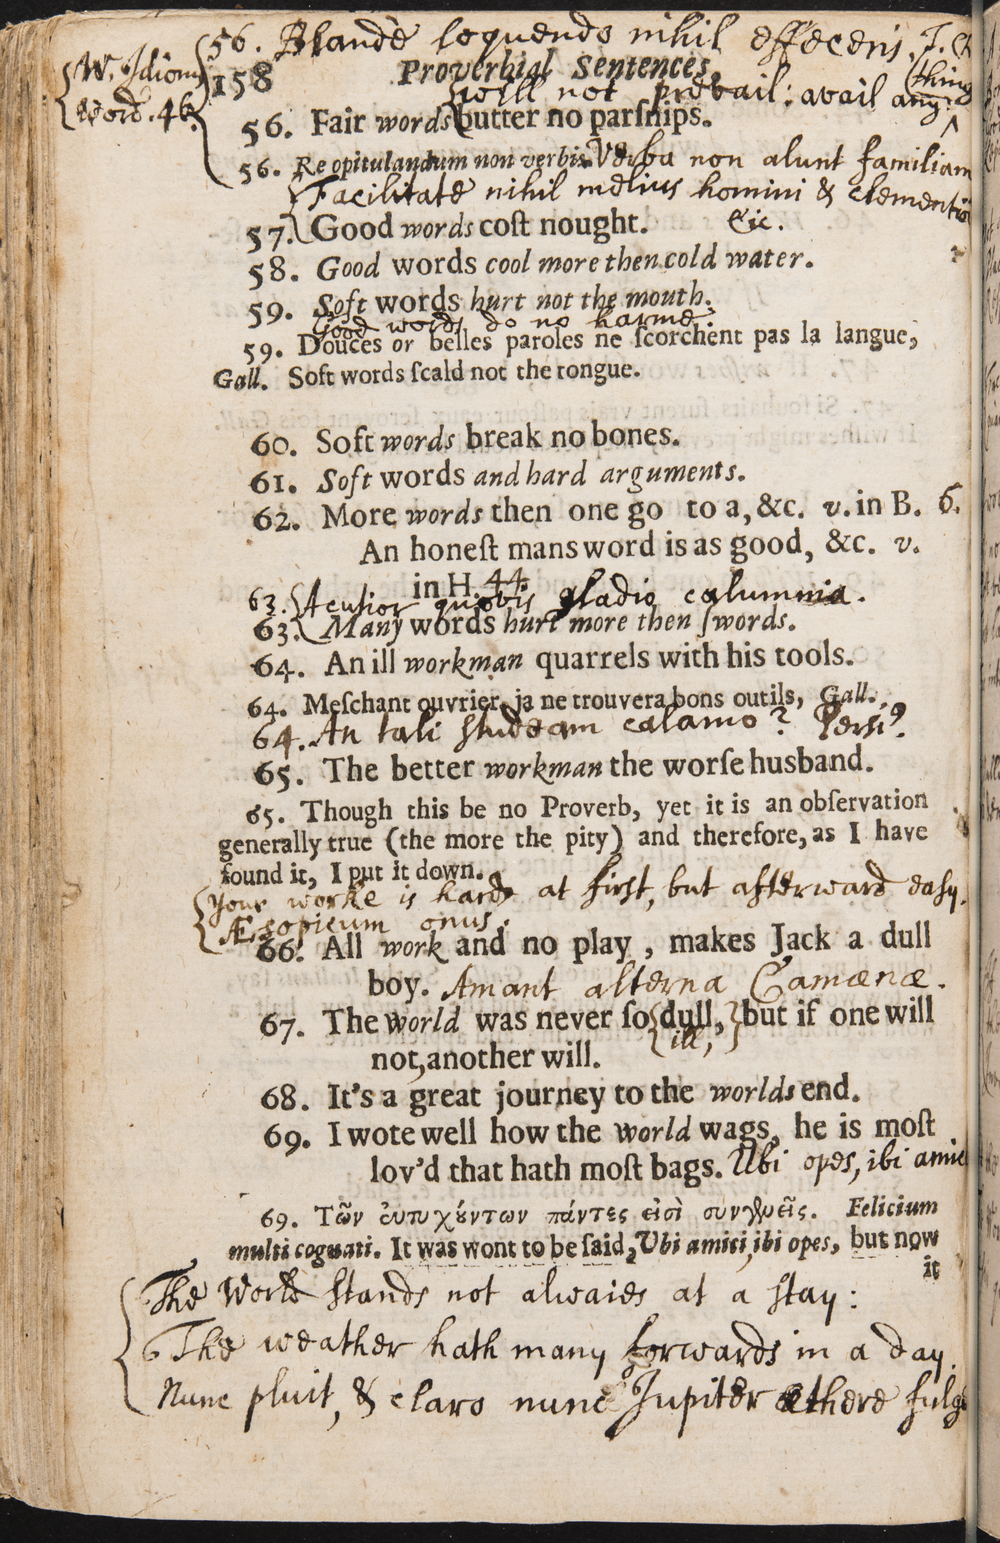 56. Blandè loquendo nihil effeceris. T. Ch
{W. Idioms
158 Proverbial Sentences.
{will not prevail: avail any (thing
Word. 46.
56. Fair words butter no parſnips.
56. Re opitulandum non verbis. Verba non alunt familiam
Facilitate nihil melius homini & clementia
57. Good words coſt nought. &c.
58. Good words cool more then cold water.
59. Soft words hurt not the mouth.
Good words do no harme.
59. Douces or belles paroles ne ſcorchent pas la langue,
Gall. Soft words ſcald not the tongue.
60. Soft words break no bones.
61. Soft words and hard arguments.
62. More words then one go to a, &c. v. in B. 6.
An honeſt mans word is as good, &c. v.
in H. 44
63. Acutior quovis gladio calumnia.
63. Many words hurt more then ſwords.
64. An ill workman quarrels with his tools.
64. Meſchant ouvrier ja ne trouvera bons outils, Gall.
64. An tali studeam calamo? Persi9.
65. The better workman the worſe husband.
65. Though this be no Proverb, yet it is an obſervation
generally true (the more the pity) and therefore, as I have
found it, I put it down.
{Your worke is hard at first, but afterward easy.
Æsopicum onus.
66. All work and no play, makes Jack a dull
boy. Amant alterna Camænæ.
67. The world was never ſo {dull,} but if one will
ill,
not, another will.
68. It's a great journey to the worlds end.
69. I wote well how the world wags, he is moſt
lov'd that hath moſt bags. Ubi opes, ibi amici
69. Τῶν ἐυτυχούντων πάντες εἰσὶ συγγενεῖς. Felicium
multi cognati. It was wont to be ſaid, Ubi amici, ibi opes, but now
it
{The World stands not alwaies at a stay:
The weather hath many forwards in a day.
Nunc pluit, & claro nunc Jupiter æthere fulget